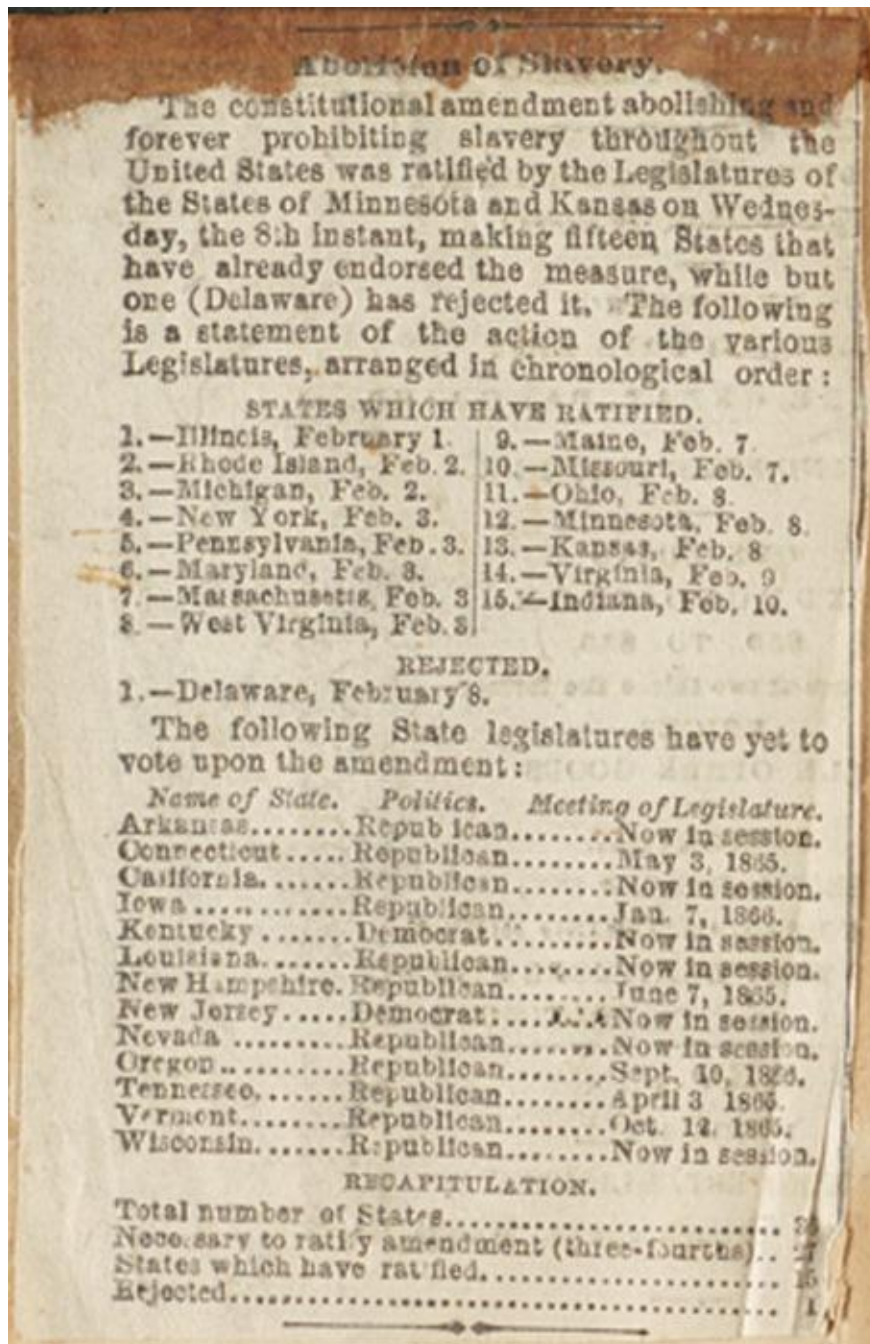 Abolition of Slavery.
The constitutional amendment abolishing and
forever prohibiting slavery throughout the
United States was ratified by the Legislatures of
the States of Minnesota and Kansas on Wednes-
day, the 8th instant, making fifteen States that
have already endorsed the measure, while but
one (Delaware) has rejected it. The following
is a statement of the action of the various
Legislatures, arranged in chronological order:
STATES WHICH HAVE RATIFIED.
1.—Illinois, February 1.
2.—Rhode Island, Feb. 2.
3.—Michigan, Feb. 2.
4.—New York, Feb. 3.
5.—Pennsylvania, Feb. 3.
6.—Maryland, Feb. 3.
7.—Massachusetts, Feb. 3
8.—West Virginia, Feb. 3
9.—Maine, Feb. 7.
10.—Missouri, Feb. 7.
11.—Ohio, Feb. 8.
12.—Minnesota, Feb. 8.
13.—Kansas, Feb. 8
14.—Virginia, Feb. 9
15.—Indiana, Feb. 10.
REJECTED.
1.—Delaware, February 8.
The following State legislatures have yet to
vote upon the amendment:
Name of State. Politics. Meeting of Legislature.
Arkansas........Repub ican........Now in session.
Connecticut.....Republican........May 3, 1865.
California.......Republican........Now in session.
Iowa............Republican........Jan. 7, 1866.
Kentucky.......Democrat.........Now in session.
Louisiana.......Republican........Now in session.
New Hampshire.Republican........June 7, 1865.
New Jersey.....Democrat.........Now in session.
Nevada.........Republican........Now in session.
Oregon.........Republican........Sept. 10, 1866.
Tennessee.......Republican........April 3 1865.
Vermont........Republican........Oct. 12, 1865.
Wisconsin.......Republican........Now in session.
RECAPITULATION.
Total number of States............................ 36
Necessary to ratify amendment (three-fourths).. 27
States which have ratified........................ 15
Rejected........................................ 1